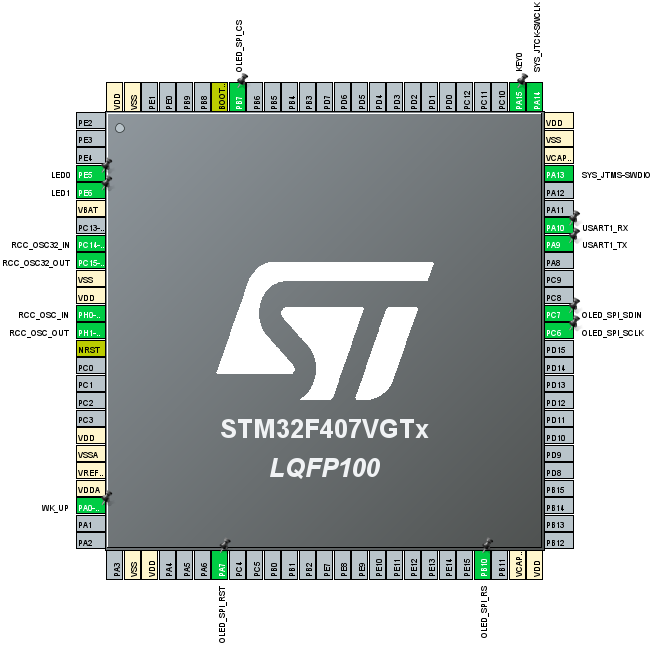 OLED_SPI_CS
KEY0
SYS_JTCK-SWCLK
VDD
VSS
PE1
PE0
PB9
PB8
BOOT..
PB7
PB6
PB5
PB4
PB3
PD7
PD6
PD5
PD4
PD3
PD2
PD1
PD0
PC12
PC11
PC10
PA15
PA14
PE2
PE3
PE4
LED0 PE5
LED1 PE6
VBAT
PC13-..
RCC_OSC32_IN PC14-..
RCC_OSC32_OUT PC15-..
VSS
VDD
RCC_OSC_IN PH0-..
RCC_OSC_OUT PH1-..
NRST
PC0
PC1
PC2
PC3
VDD
VSSA
VREF..
VDDA
WK_UP PA0-..
PA1
PA2
VDD
VSS
VCAP..
PA13 SYS_JTMS-SWDIO
PA12
PA11
PA10 USART1_RX
PA9 USART1_TX
PA8
PC9
PC8
PC7 OLED_SPI_SDIN
PC6 OLED_SPI_SCLK
PD15
PD14
PD13
PD12
PD11
PD10
PD9
PD8
PB15
PB14
PB13
PB12
ST
STM32F407VGTx
LQFP100
PA3
VSS
VDD
PA4
PA5
PA6
PA7
PC4
PC5
PB0
PB1
PB2
PE7
PE8
PE9
PE10
PE11
PE12
PE13
PE14
PE15
PB10
PB11
VCAP..
VDD
OLED_SPI_RST
OLED_SPI_RS